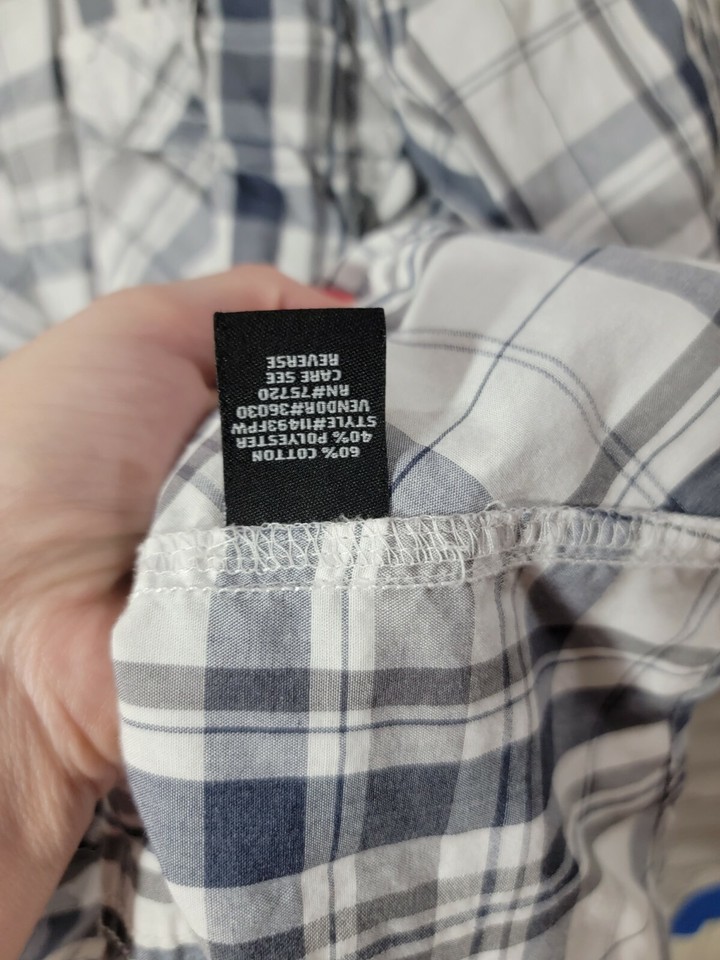 60% COTTON
40% POLYESTER
STYLE#11493FPW
VENDOR#36030
RN#75720
CARE SEE
REVERSE